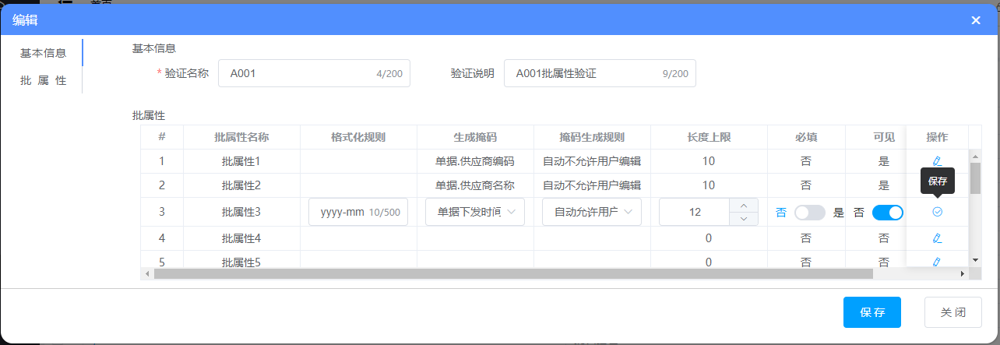 编辑
基本信息
批 属 性
基本信息
* 验证名称 A001 4/200 验证说明 A001批属性验证 9/200
批属性
# 批属性名称 格式化规则 生成掩码 掩码生成规则 长度上限 必填 可见 操作
1 批属性1 单据.供应商编码 自动不允许用户编辑 10 否 是
2 批属性2 单据.供应商名称 自动不允许用户编辑 10 否 是
保存
3 批属性3 yyyy-mm 10/500 单据下发时间 自动允许用户 12 否 是 否
4 批属性4 0 否 否
5 批属性5 0 否 否
保存 关闭